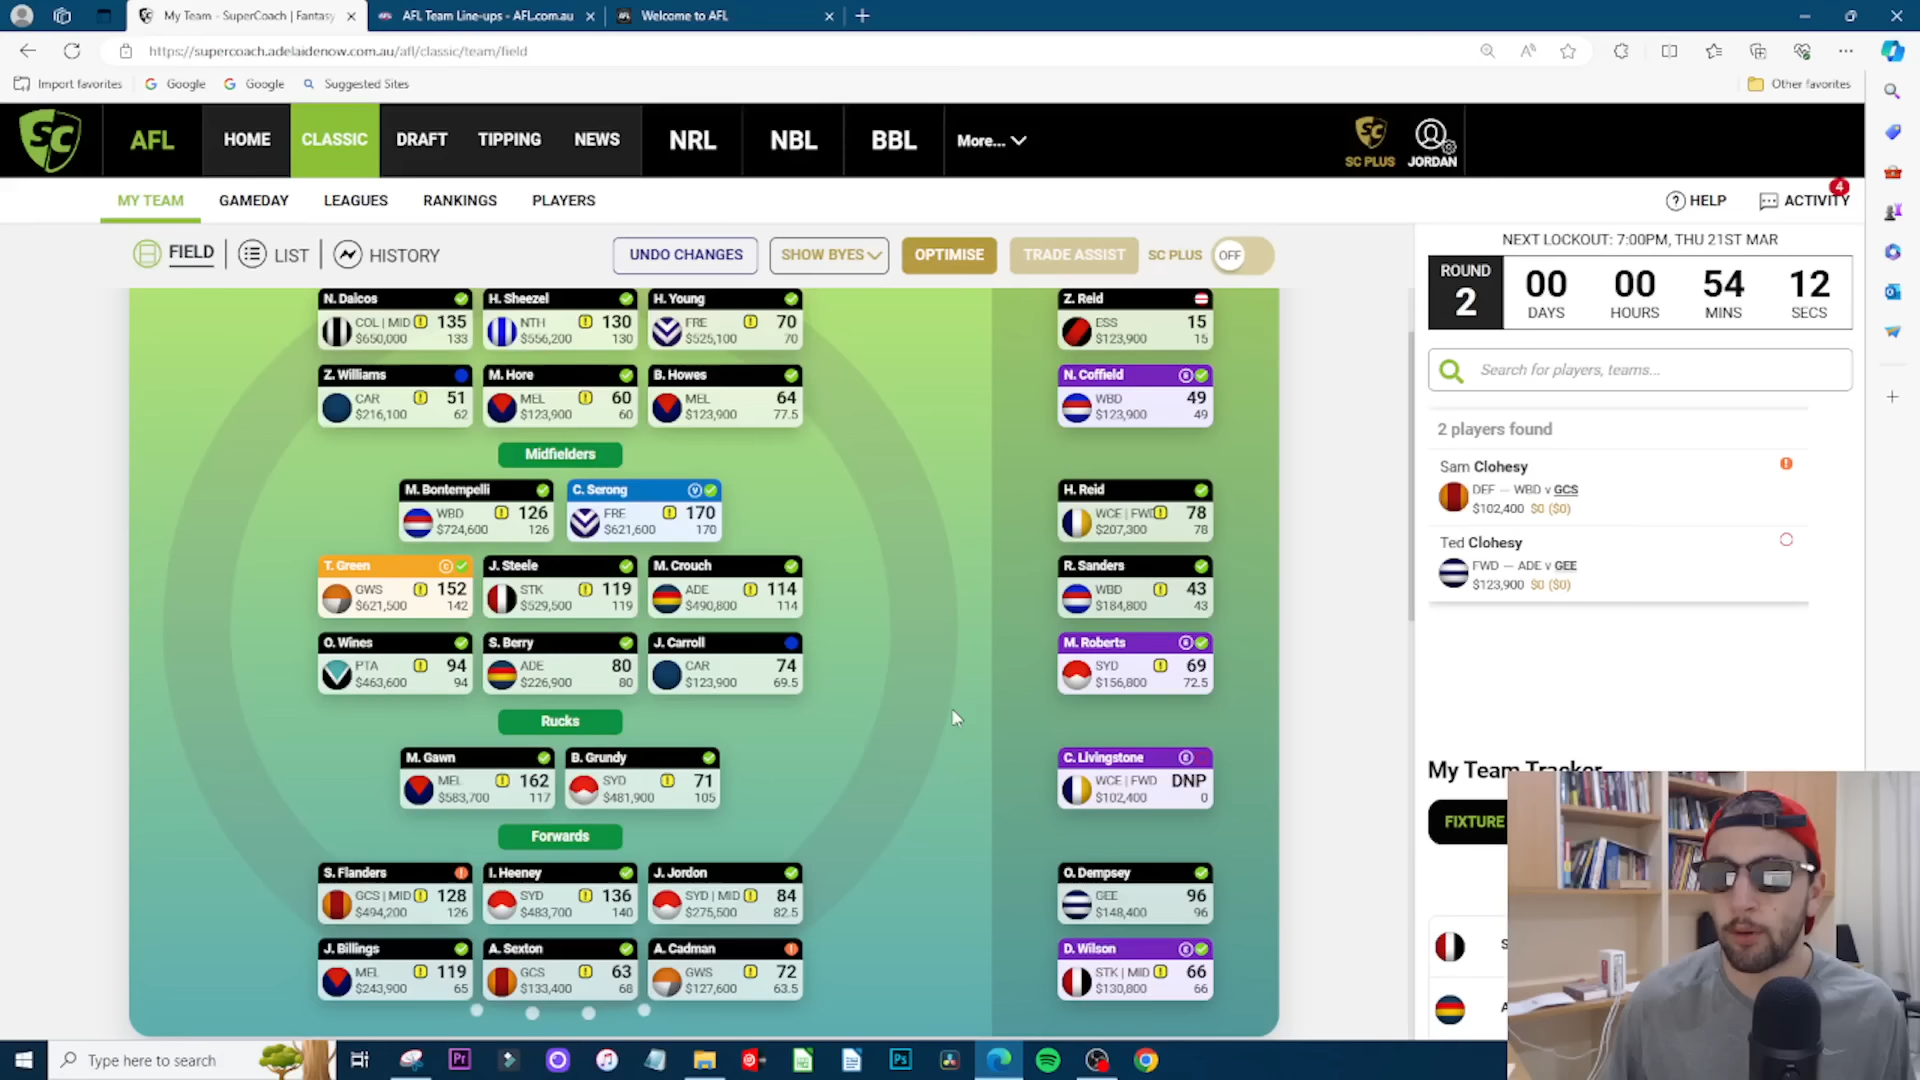 My Team - SuperCoach | Fantasy
AFL Team Line-ups - AFL.com.au
Welcome to AFL
https://supercoach.adelaidenow.com.au/afl/classic/team/field
Import favorites
Google
Google
Suggested Sites
Other favorites
SC
AFL
HOME
CLASSIC
DRAFT
TIPPING
NEWS
NRL
NBL
BBL
More...
SC PLUS
JORDAN
MY TEAM
GAMEDAY
LEAGUES
RANKINGS
PLAYERS
HELP
ACTIVITY
4
FIELD
LIST
HISTORY
UNDO CHANGES
SHOW BYES
OPTIMISE
TRADE ASSIST
SC PLUS
OFF
NEXT LOCKOUT: 7:00PM, THU 21ST MAR
ROUND
2
00 00 54 12
DAYS HOURS MINS SECS
Search for players, teams...
2 players found
Sam Clohesy
DEF — WBD v GCS
$102,400 $0 ($0)
Ted Clohesy
FWD — ADE v GEE
$123,900 $0 ($0)
My Team Tracker
FIXTURE
N. Daicos
COL | MID 135
$650,000 133
H. Sheezel
NTH 130
$556,200 130
H. Young
FRE 70
$525,100 70
Z. Reid
ESS 15
$123,900 15
Z. Williams
CAR 51
$216,100 62
M. Hore
MEL 60
$123,900 60
B. Howes
MEL 64
$123,900 77.5
N. Coffield E
WBD 49
$123,900 49
Midfielders
M. Bontempelli
WBD 126
$724,600 126
C. Serong V
FRE 170
$621,600 170
H. Reid
WCE | FWD 78
$207,300 78
T. Green C
GWS 152
$621,500 142
J. Steele
STK 119
$529,500 119
M. Crouch
ADE 114
$490,800 114
R. Sanders
WBD 43
$184,800 43
O. Wines
PTA 94
$463,600 94
S. Berry
ADE 80
$226,900 80
J. Carroll
CAR 74
$123,900 69.5
M. Roberts E
SYD 69
$156,800 72.5
Rucks
M. Gawn
MEL 162
$583,700 117
B. Grundy
SYD 71
$481,900 105
C. Livingstone E
WCE | FWD DNP
$102,400 0
Forwards
S. Flanders
GCS | MID 128
$494,200 126
I. Heeney
SYD 136
$483,700 140
J. Jordon
SYD | MID 84
$275,500 82.5
O. Dempsey
GEE 96
$148,400 96
J. Billings
MEL 119
$243,900 65
A. Sexton
GCS 63
$133,400 68
A. Cadman
GWS 72
$127,600 63.5
D. Wilson E
STK | MID 66
$130,800 66
Type here to search
Pr
Ps